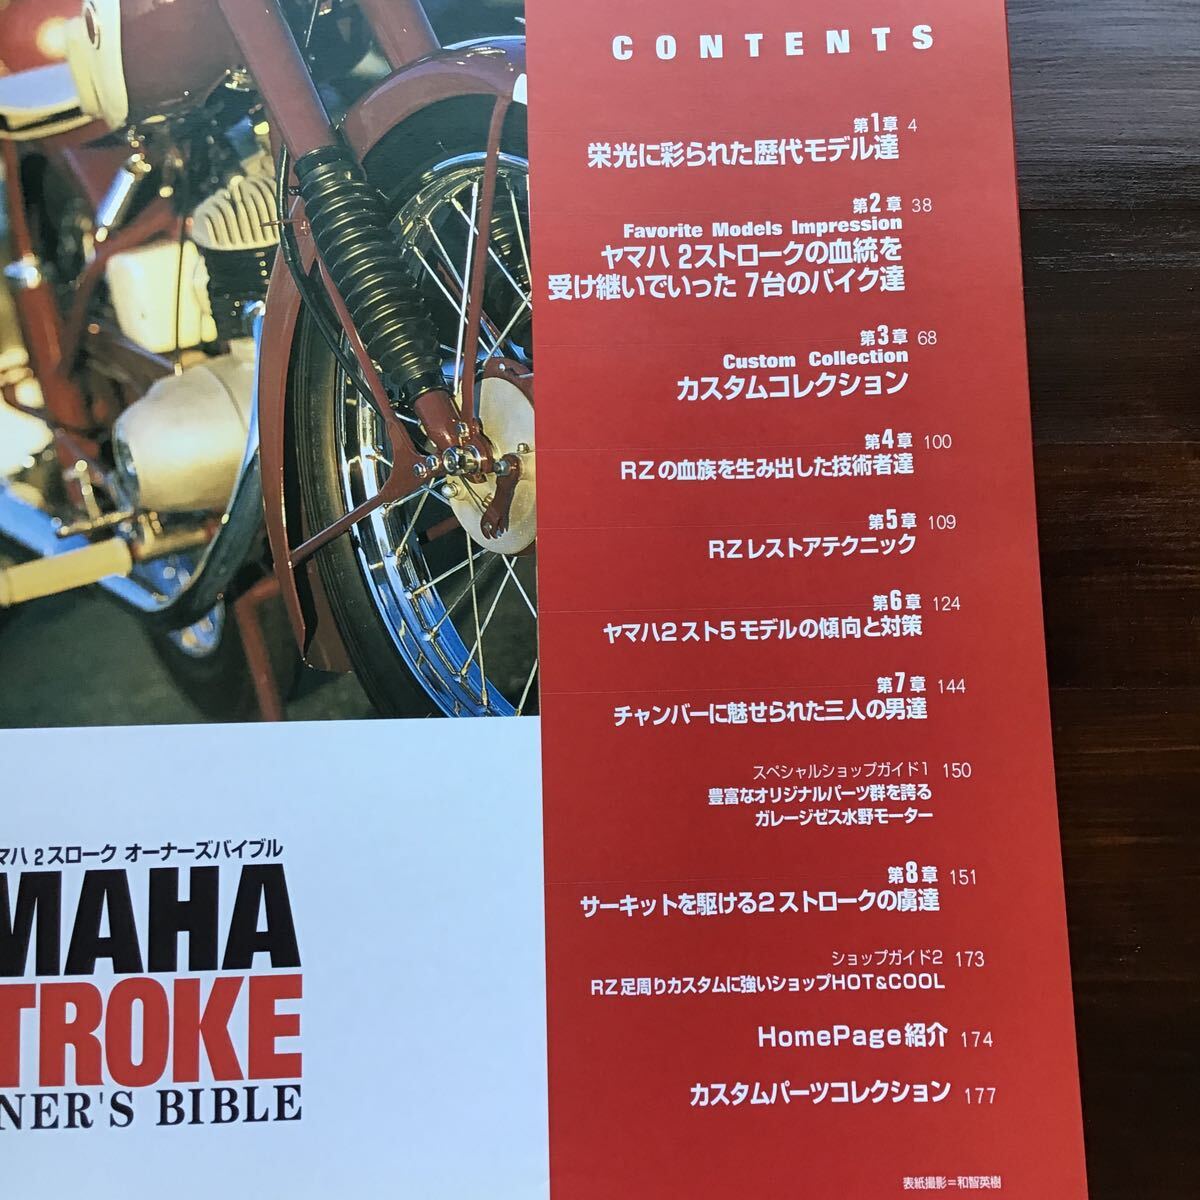 CONTENTS
第1章 4
栄光に彩られた歴代モデル達
第2章 38
Favorite Models Impression
ヤマハ 2ストロークの血統を
受け継いでいった 7台のバイク達
第3章 68
Custom Collection
カスタムコレクション
第4章 100
RZの血族を生み出した技術者達
第5章 109
RZレストアテクニック
第6章 124
ヤマハ2スト5モデルの傾向と対策
第7章 144
チャンバーに魅せられた三人の男達
スペシャルショップガイド1 150
豊富なオリジナルパーツ群を誇る
ガレージゼス水野モーター
第8章 151
サーキットを駆ける2ストロークの虜達
ショップガイド2 173
RZ足周りカスタムに強いショップHOT&COOL
HomePage紹介 174
カスタムパーツコレクション 177
表紙撮影=和智英樹
マハ 2スローク オーナーズバイブル
MAHA
TROKE
NER'S BIBLE